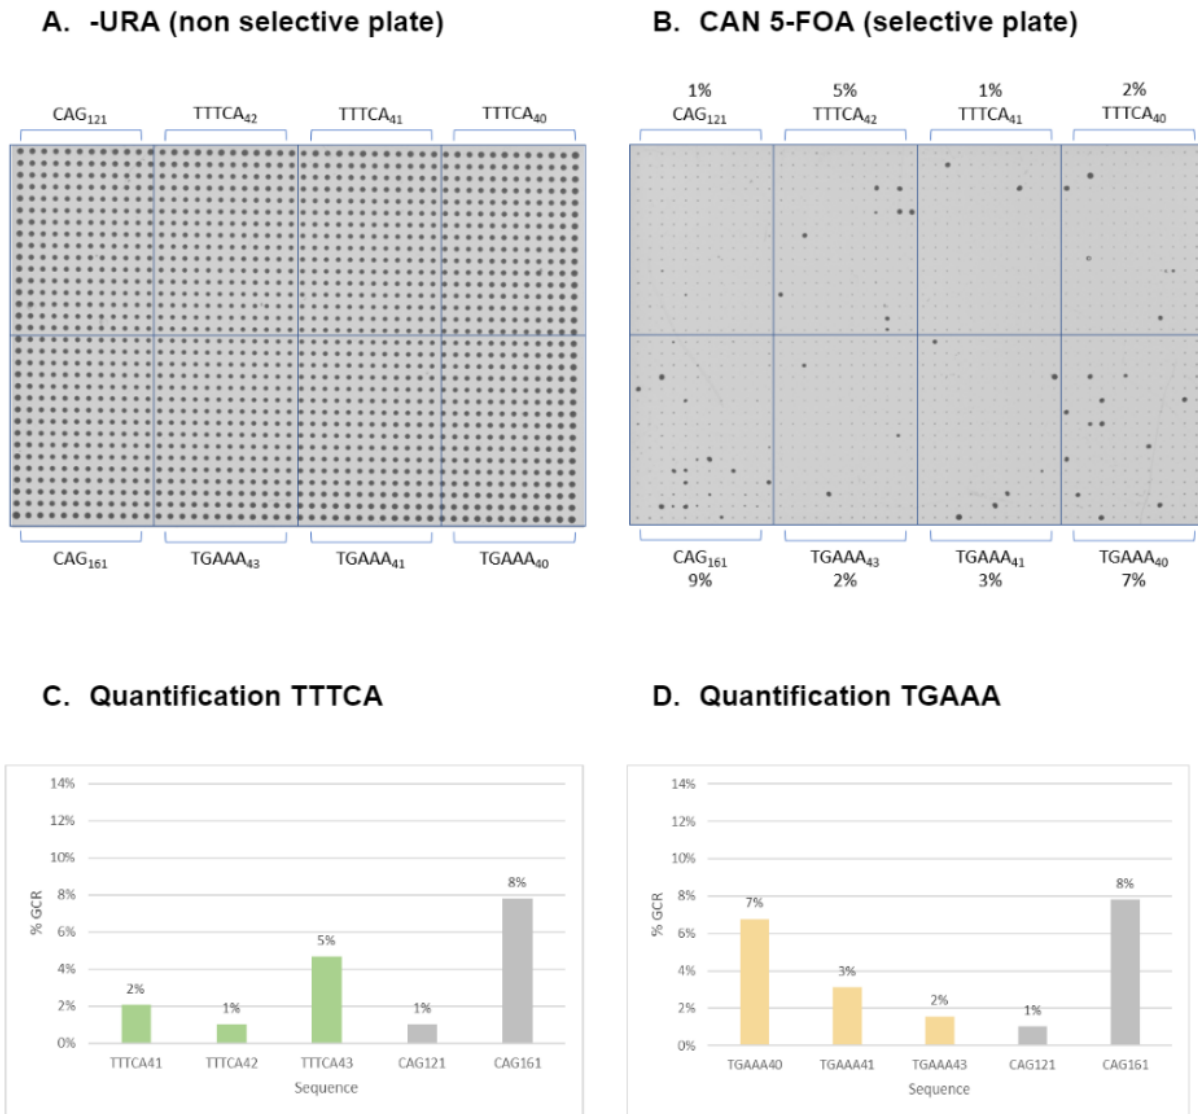 A. -URA (non selective plate)
B. CAN 5-FOA (selective plate)
CAG₁₂₁ TTTCA₄₂ TTTCA₄₁ TTTCA₄₀
CAG₁₆₁ TGAAA₄₃ TGAAA₄₁ TGAAA₄₀
1% 5% 1% 2%
CAG₁₂₁ TTTCA₄₂ TTTCA₄₁ TTTCA₄₀
CAG₁₆₁ TGAAA₄₃ TGAAA₄₁ TGAAA₄₀
9% 2% 3% 7%
C. Quantification TTTCA
14%
12%
10%
8%
6%
4%
2%
0%
% GCR
2% 1% 5% 1% 8%
TTTCA41 TTTCA42 TTTCA43 CAG121 CAG161
Sequence
D. Quantification TGAAA
14%
12%
10%
8%
6%
4%
2%
0%
% GCR
7% 3% 2% 1% 8%
TGAAA40 TGAAA41 TGAAA43 CAG121 CAG161
Sequence